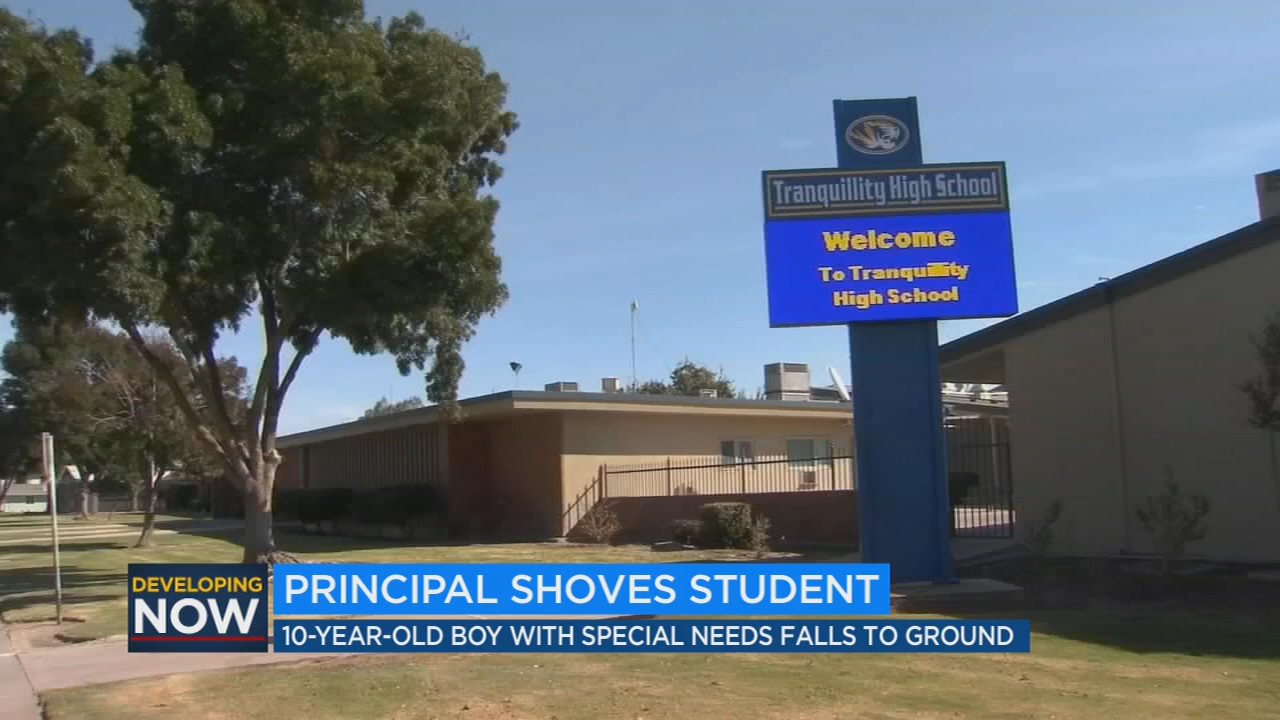 Tranquillity High School
Welcome
To Tranquillity
High School
DEVELOPING
NOW
PRINCIPAL SHOVES STUDENT
10-YEAR-OLD BOY WITH SPECIAL NEEDS FALLS TO GROUND